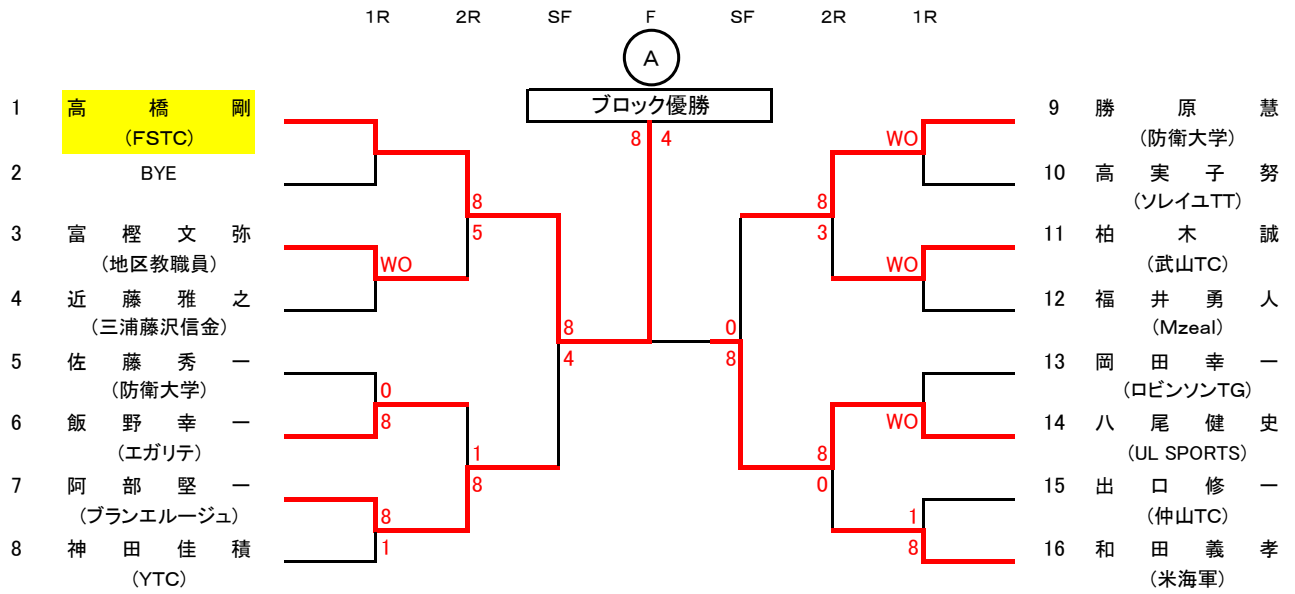 1R 2R SF F SF 2R 1R
A
ブロック優勝
8 4
1 高橋剛
(FSTC)
2 BYE
8
5
3 富樫文弥
(地区教職員)
WO
4 近藤雅之
(三浦藤沢信金)
8
4
5 佐藤秀一
(防衛大学)
0
8
6 飯野幸一
(エガリテ)
1
8
7 阿部堅一
(ブランエルージュ)
8
1
8 神田佳積
(YTC)
9 勝原慧
(防衛大学)
WO
10 高実子努
(ソレイユTT)
8
3
11 柏木誠
(武山TC)
WO
12 福井勇人
(Mzeal)
0
8
13 岡田幸一
(ロビンソンTG)
WO
14 八尾健史
(UL SPORTS)
8
0
15 出口修一
(仲山TC)
1
8
16 和田義孝
(米海軍)